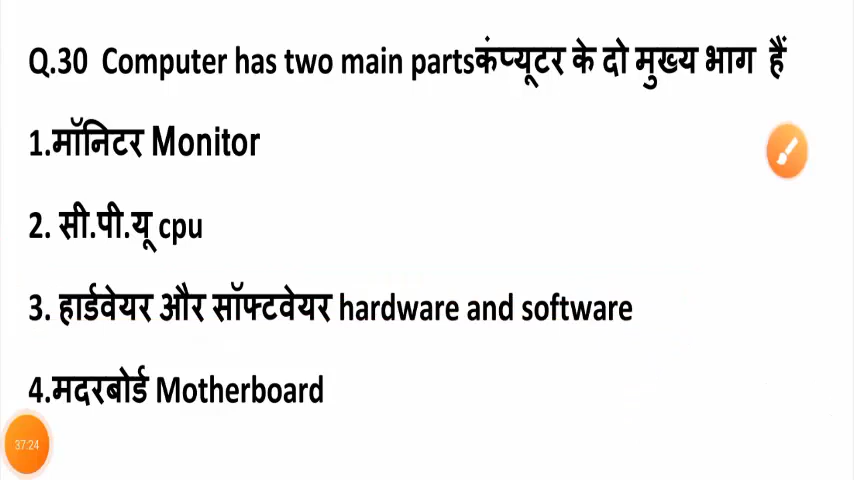 Q.30 Computer has two main partsकंप्यूटर के दो मुख्य भाग हैं
1.मॉनिटर Monitor
2. सी.पी.यू cpu
3. हार्डवेयर और सॉफ्टवेयर hardware and software
4.मदरबोर्ड Motherboard
37:24